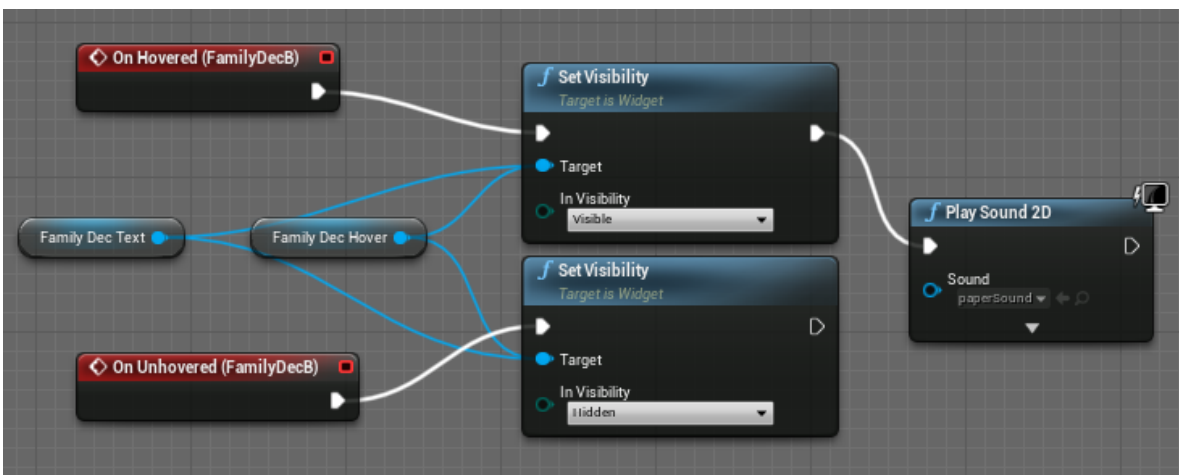 On Hovered (FamilyDecB)
Set Visibility
Target is Widget
Target
In Visibility
Visible
Family Dec Text
Family Dec Hover
Play Sound 2D
Sound
paperSound
Set Visibility
Target is Widget
Target
In Visibility
Hidden
On Unhovered (FamilyDecB)